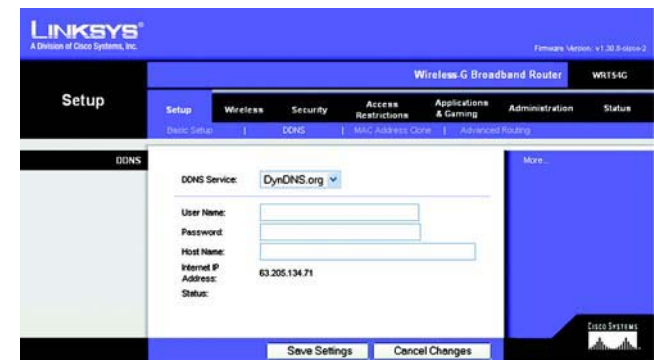 LINKSYS®
A Division of Cisco Systems, Inc.
Firmware Version: v1.30.5-cisco-2
Wireless-G Broadband Router WRT54G
Setup
Setup Wireless Security Access Restrictions Applications & Gaming Administration Status
Basic Setup | DDNS | MAC Address Clone | Advanced Routing
DDNS
More...
DDNS Service: DynDNS.org
User Name:
Password:
Host Name:
Internet IP Address: 63.205.134.71
Status:
Save Settings Cancel Changes
CISCO SYSTEMS